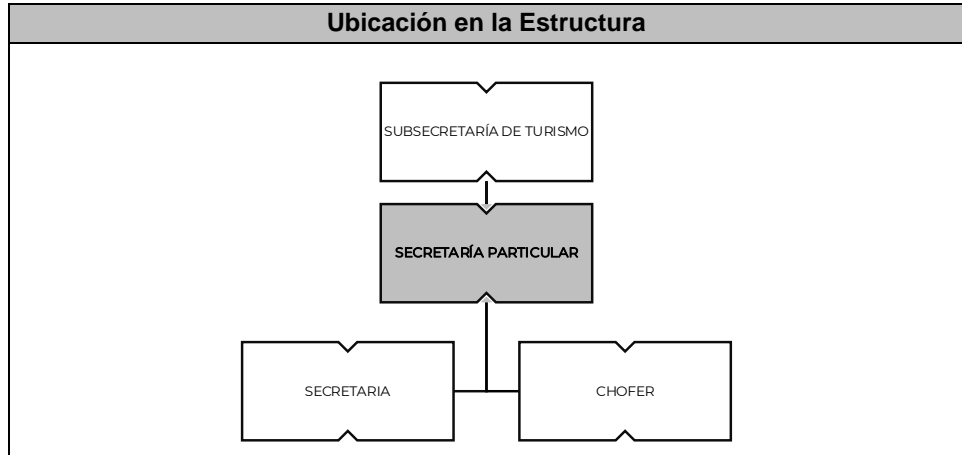 Ubicación en la Estructura
SUBSECRETARÍA DE TURISMO
SECRETARÍA PARTICULAR
SECRETARIA
CHOFER